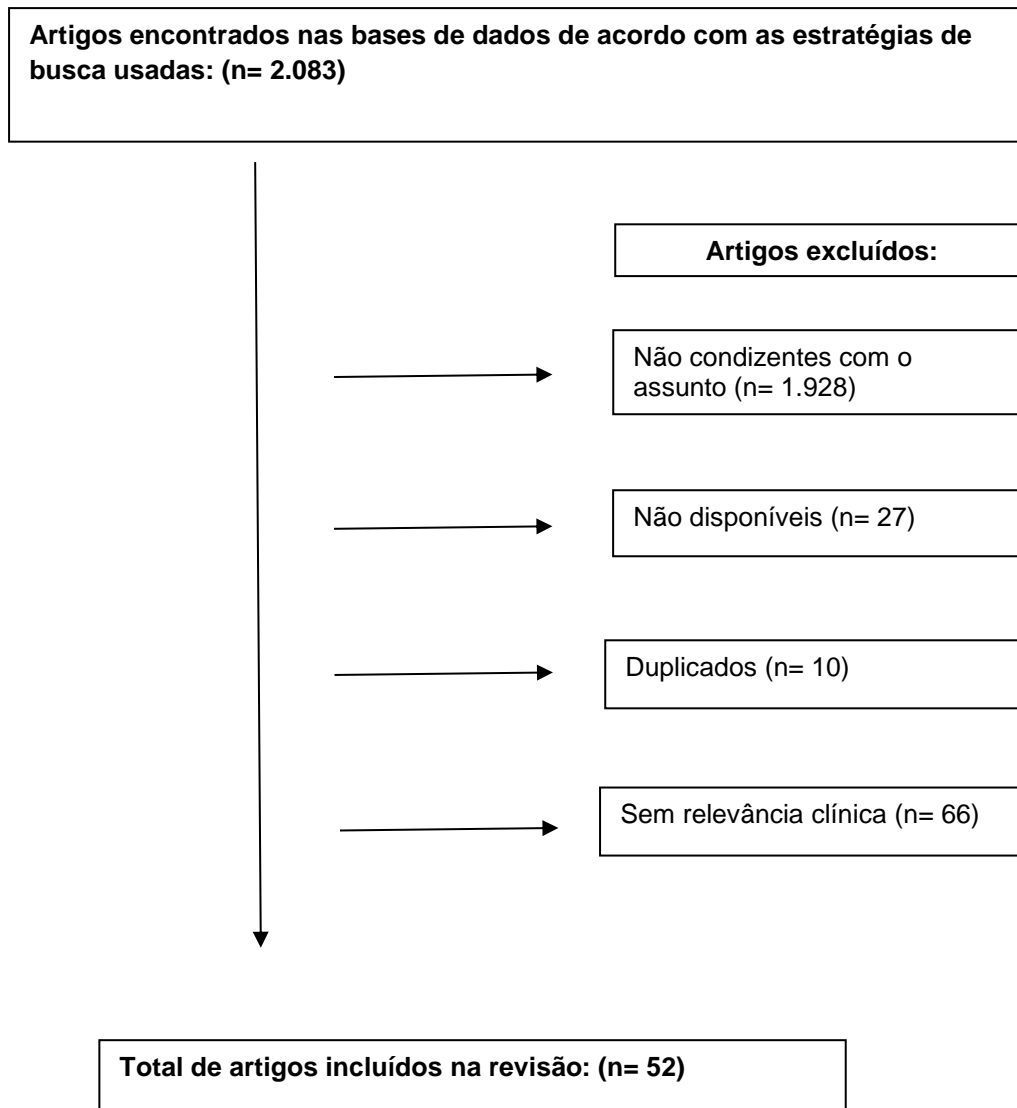 Artigos encontrados nas bases de dados de acordo com as estratégias de
busca usadas: (n= 2.083)
Artigos excluídos:
Não condizentes com o
assunto (n= 1.928)
Não disponíveis (n= 27)
Duplicados (n= 10)
Sem relevância clínica (n= 66)
Total de artigos incluídos na revisão: (n= 52)